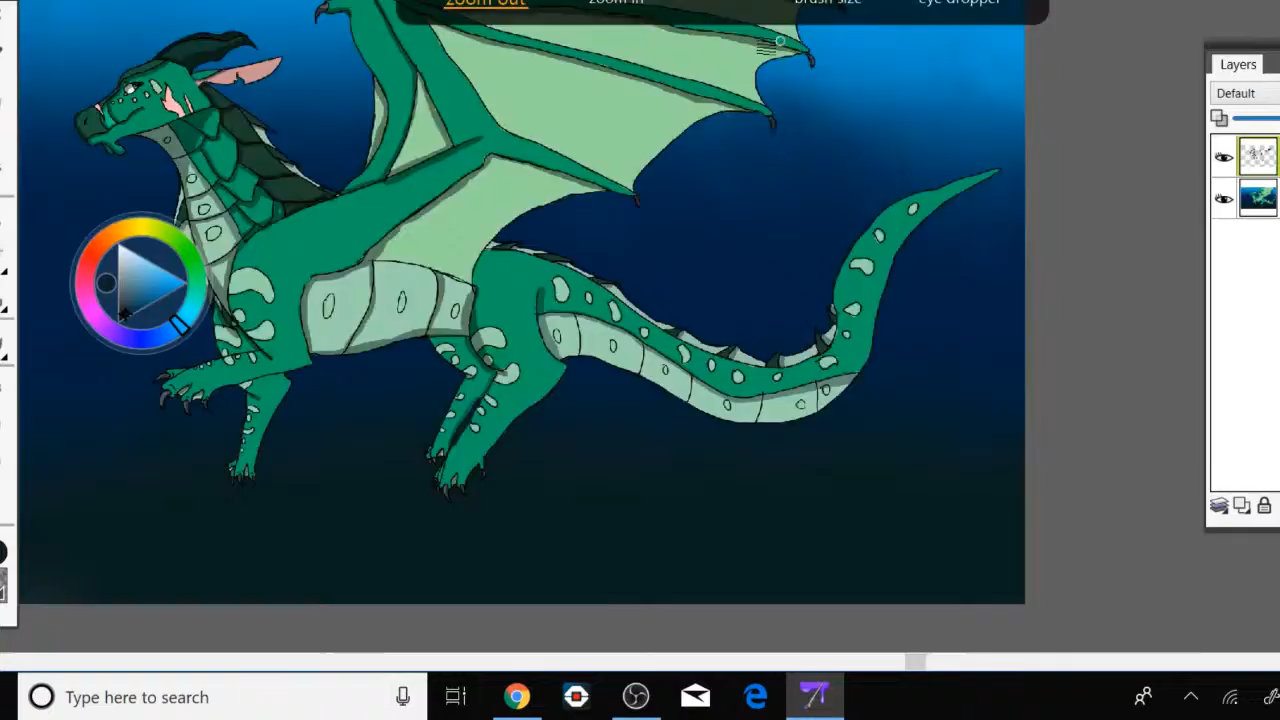 zoom out zoom in brush size eye dropper
Layers
Default
Type here to search